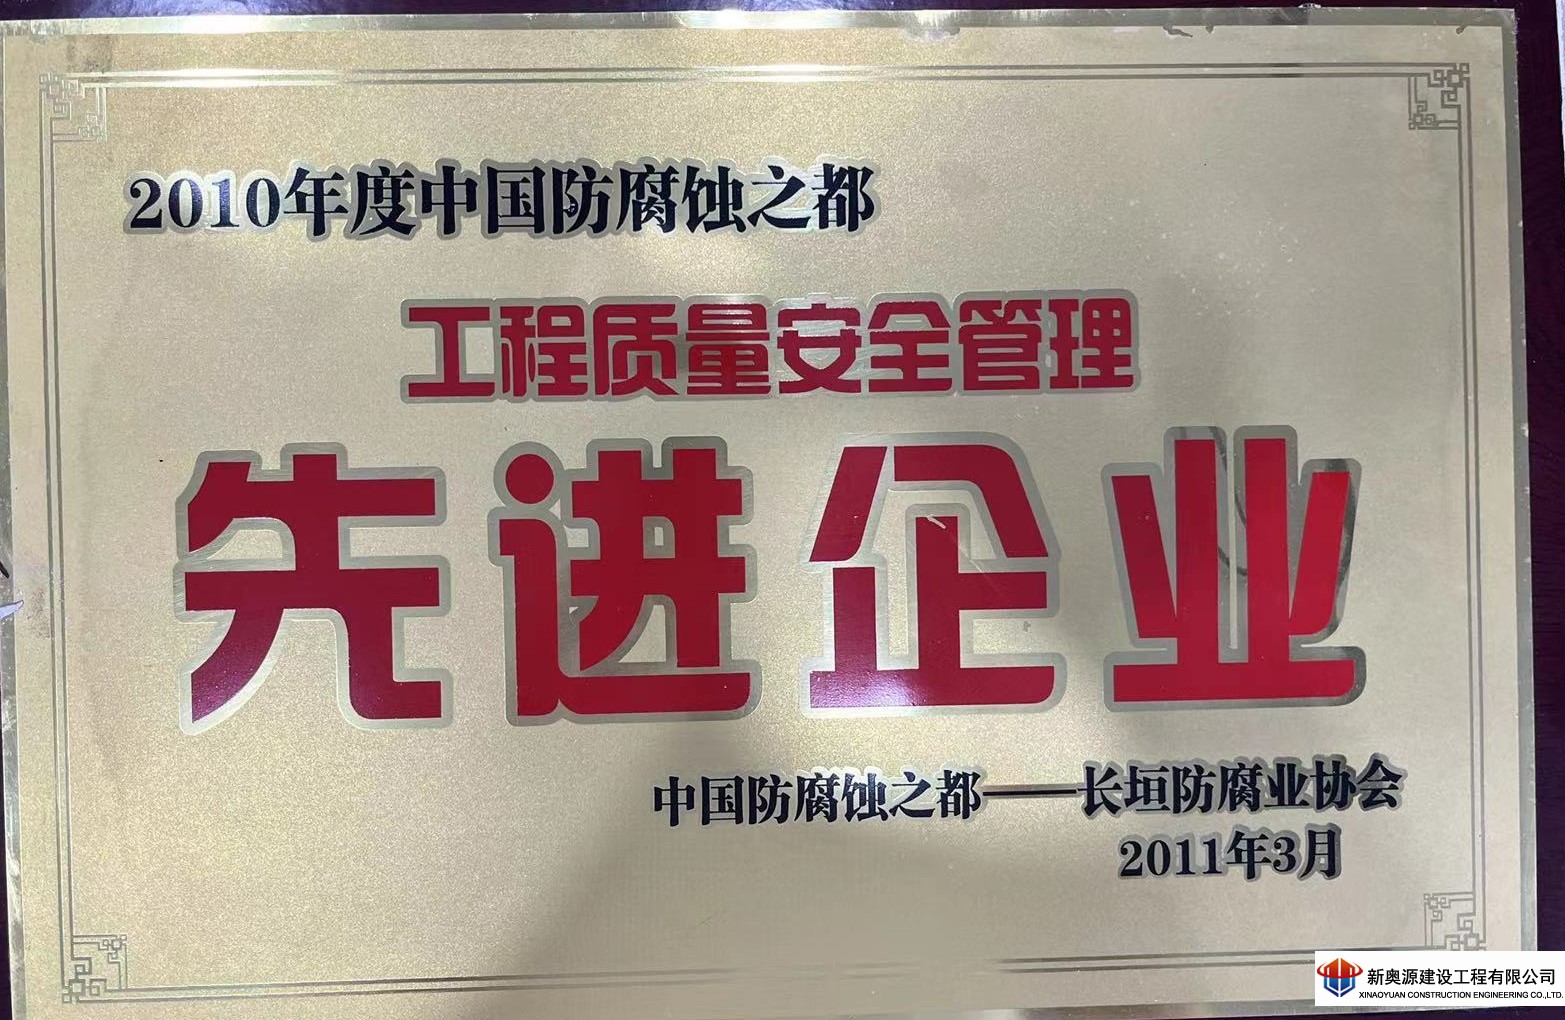 2010年度中国防腐蚀之都
工程质量安全管理
先进企业
中国防腐蚀之都——长垣防腐业协会
2011年3月
新奥源建设工程有限公司
XINAOYUAN CONSTRUCTION ENGINEERING CO.,LTD.